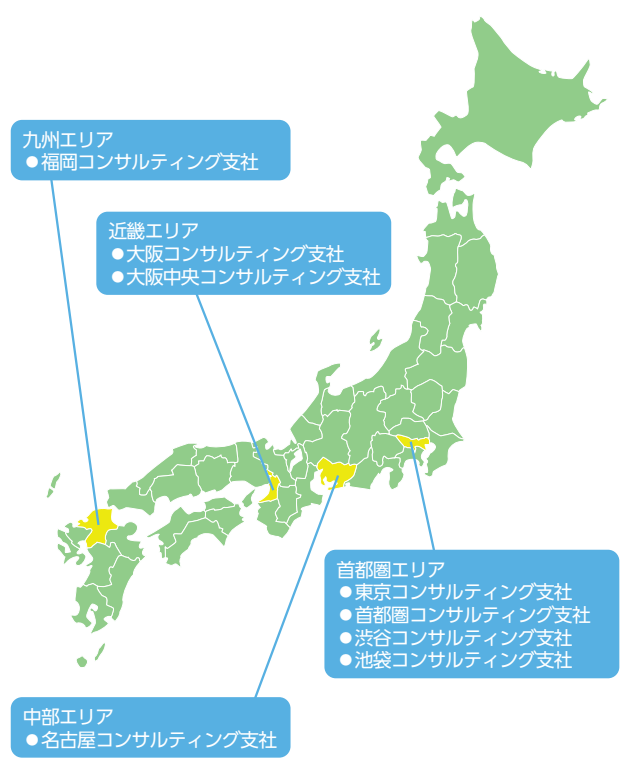 九州エリア
●福岡コンサルティング支社
近畿エリア
●大阪コンサルティング支社
●大阪中央コンサルティング支社
首都圏エリア
●東京コンサルティング支社
●首都圏コンサルティング支社
●渋谷コンサルティング支社
●池袋コンサルティング支社
中部エリア
●名古屋コンサルティング支社